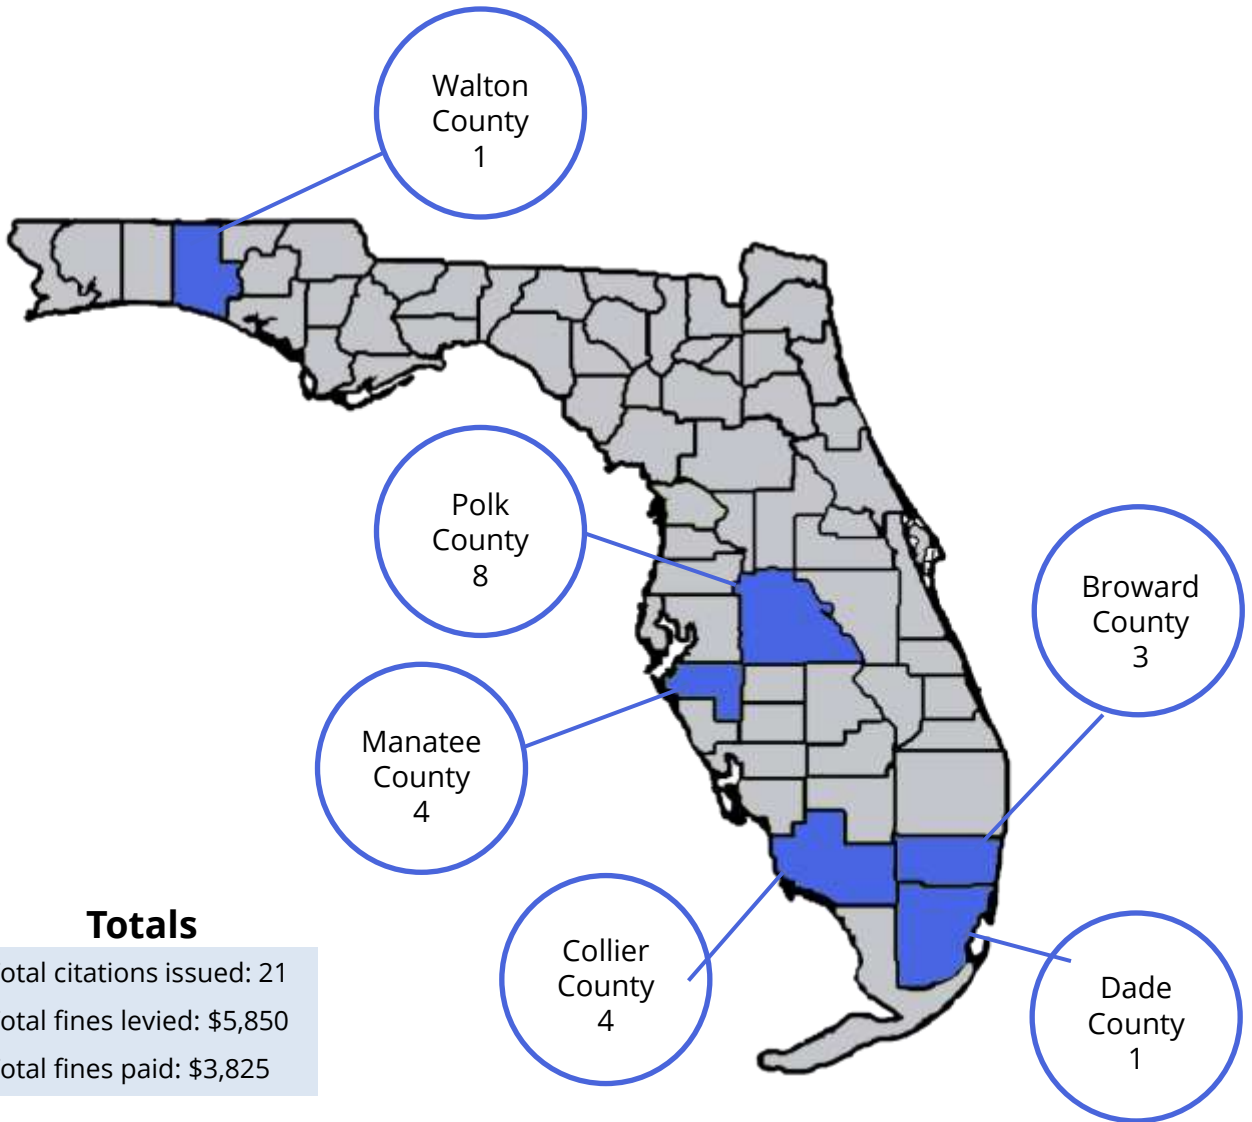 Walton
County
1
Polk
County
8
Broward
County
3
Manatee
County
4
Collier
County
4
Dade
County
1
Totals
otal citations issued: 21
otal fines levied: $5,850
otal fines paid: $3,825